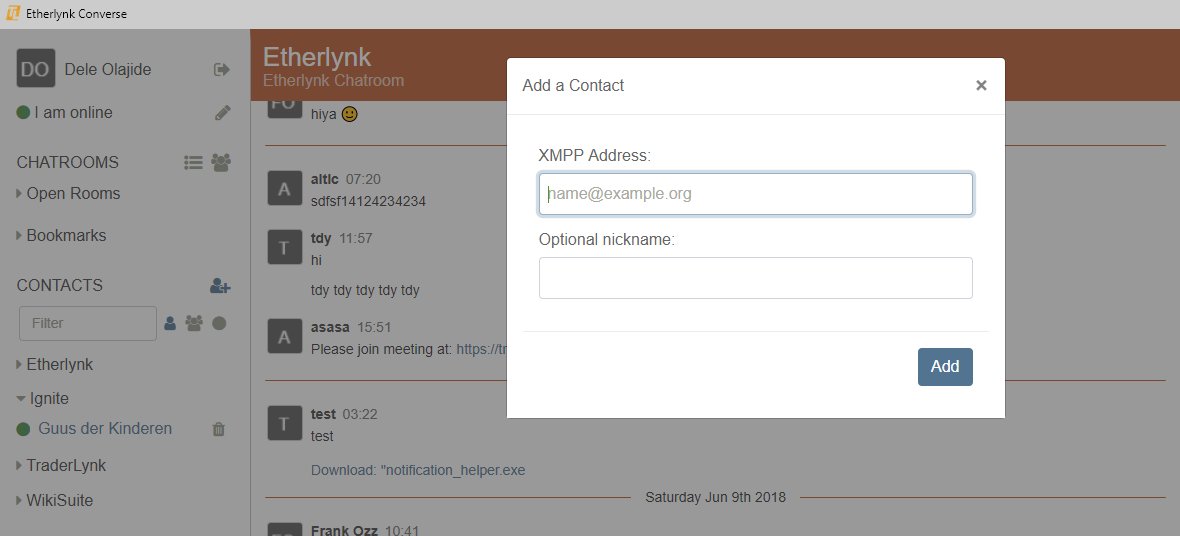 Etherlynk Converse
DO Dele Olajide
I am online
CHATROOMS
Open Rooms
Bookmarks
CONTACTS
Filter
Etherlynk
Ignite
Guus der Kinderen
TraderLynk
WikiSuite
Etherlynk
Etherlynk Chatroom
FO
hiya
A altic 07:20
sdfsf14124234234
T tdy 11:57
hi
tdy tdy tdy tdy tdy
A asasa 15:51
Please join meeting at: https://tr
T test 03:22
test
Download: "notification_helper.exe
Saturday Jun 9th 2018
Frank Ozz 10:41
Add a Contact ×
XMPP Address:
name@example.org
Optional nickname:
Add